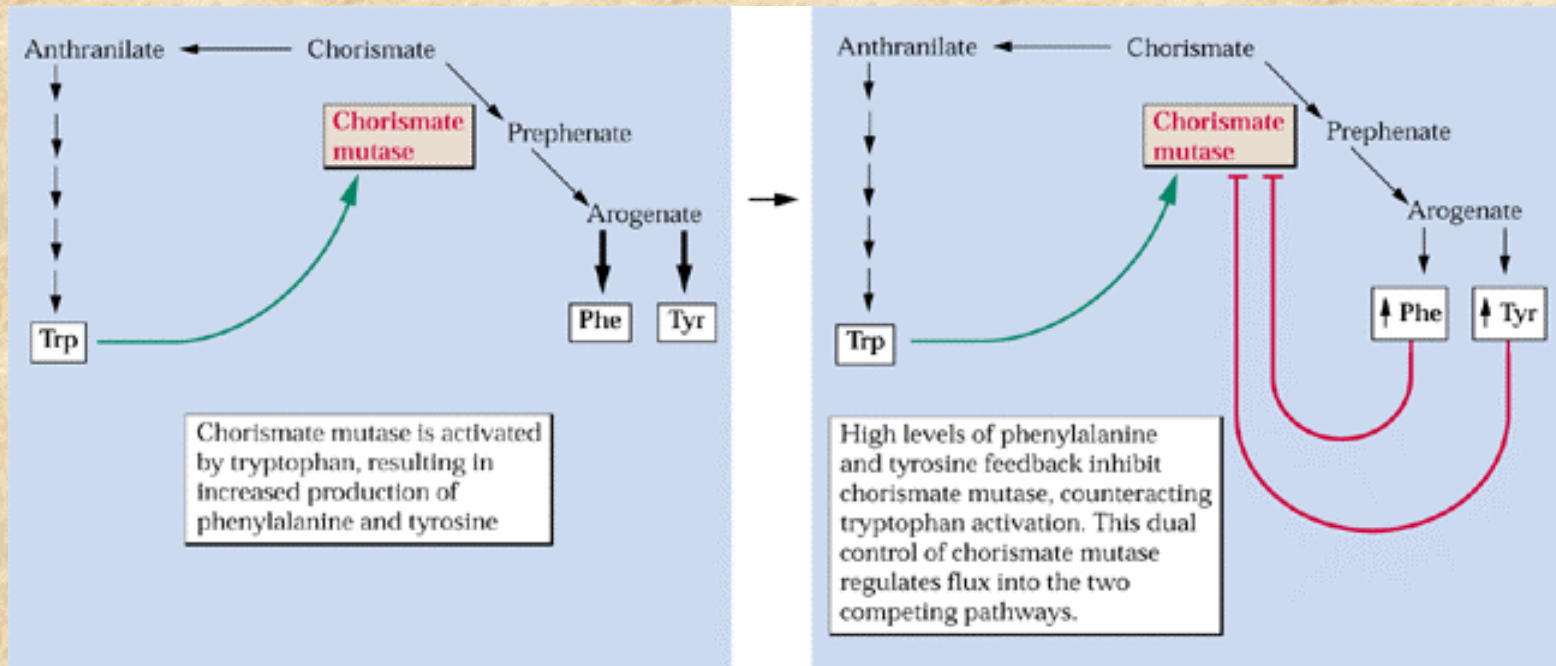 Anthranilate
Chorismate
Chorismate
mutase
Prephenate
Arogenate
Phe
Tyr
Trp
Chorismate mutase is activated
by tryptophan, resulting in
increased production of
phenylalanine and tyrosine
Anthranilate
Chorismate
Chorismate
mutase
Prephenate
Arogenate
Phe
Tyr
Trp
High levels of phenylalanine
and tyrosine feedback inhibit
chorismate mutase, counteracting
tryptophan activation. This dual
control of chorismate mutase
regulates flux into the two
competing pathways.